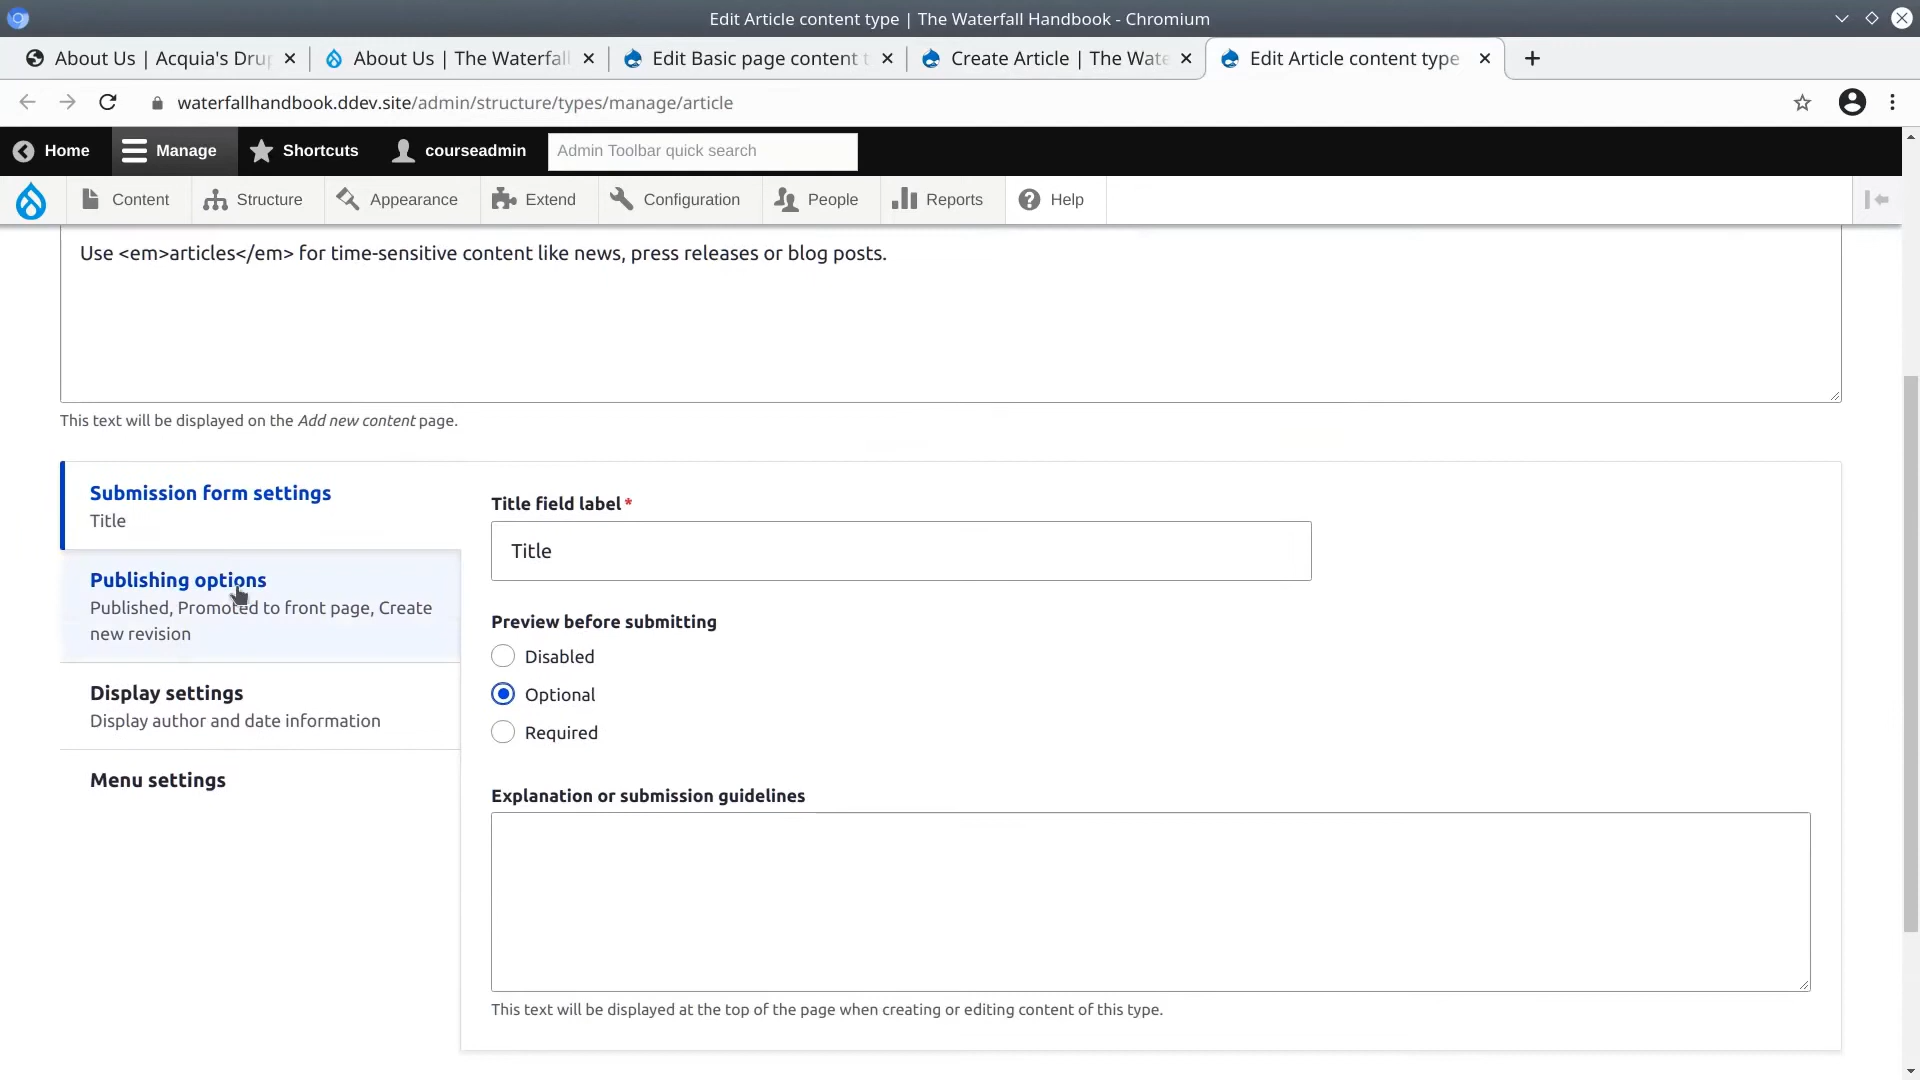 Edit Article content type | The Waterfall Handbook - Chromium
About Us | Acquia's Dru
About Us | The Waterfall
Edit Basic page content t
Create Article | The Wate
Edit Article content type
waterfallhandbook.ddev.site/admin/structure/types/manage/article
Home
Manage
Shortcuts
courseadmin
Admin Toolbar quick search
Content
Structure
Appearance
Extend
Configuration
People
Reports
Help
Use <em>articles</em> for time-sensitive content like news, press releases or blog posts.
This text will be displayed on the Add new content page.
Submission form settings
Title
Publishing options
Published, Promoted to front page, Create
new revision
Display settings
Display author and date information
Menu settings
Title field label*
Title
Preview before submitting
Disabled
Optional
Required
Explanation or submission guidelines
This text will be displayed at the top of the page when creating or editing content of this type.